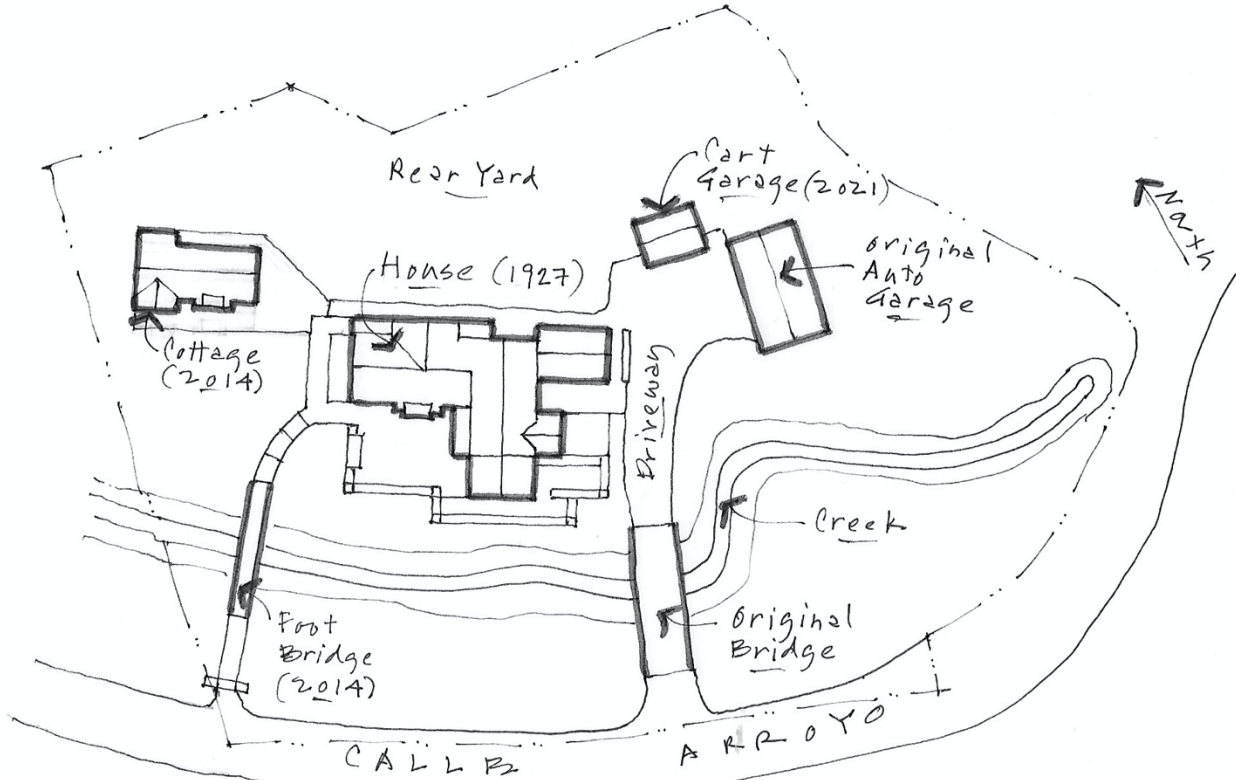 Rear Yard
Cart
Garage (2021)
North
House (1927)
Original
Auto
Garage
Cottage
(2014)
Driveway
Creek
Foot
Bridge
(2014)
Original
Bridge
CALLE ARROYO